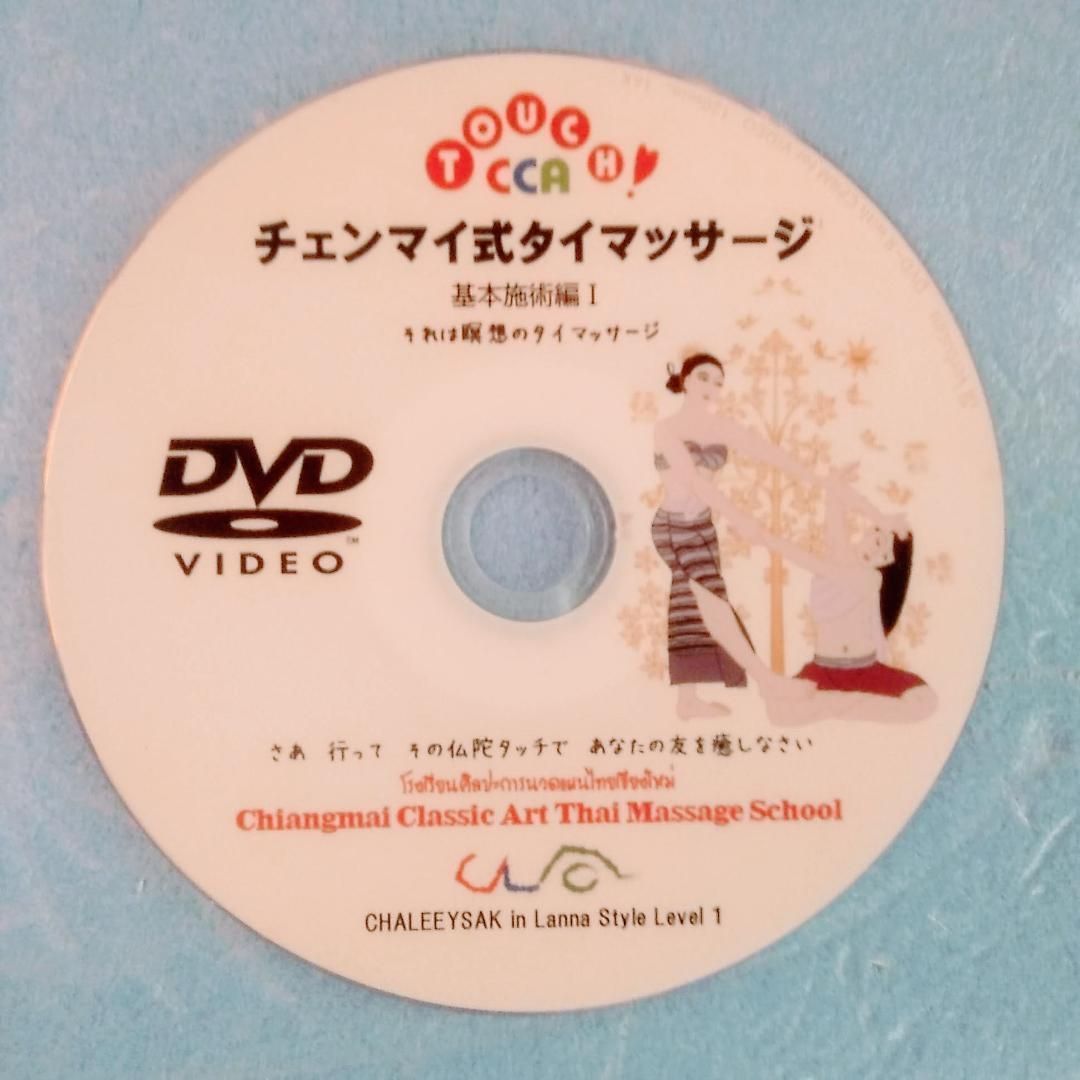 TOUCH!
CCA
チェンマイ式タイマッサージ
基本施術編 I
それは瞑想のタイマッサージ
DVD
TM
VIDEO
さあ 行って その仏陀タッチで あなたの友を癒しなさい
โรงเรียนศิลปะการนวดแผนไทยเชียงใหม่
Chiangmai Classic Art Thai Massage School
CHALEEYSAK in Lanna Style Level 1